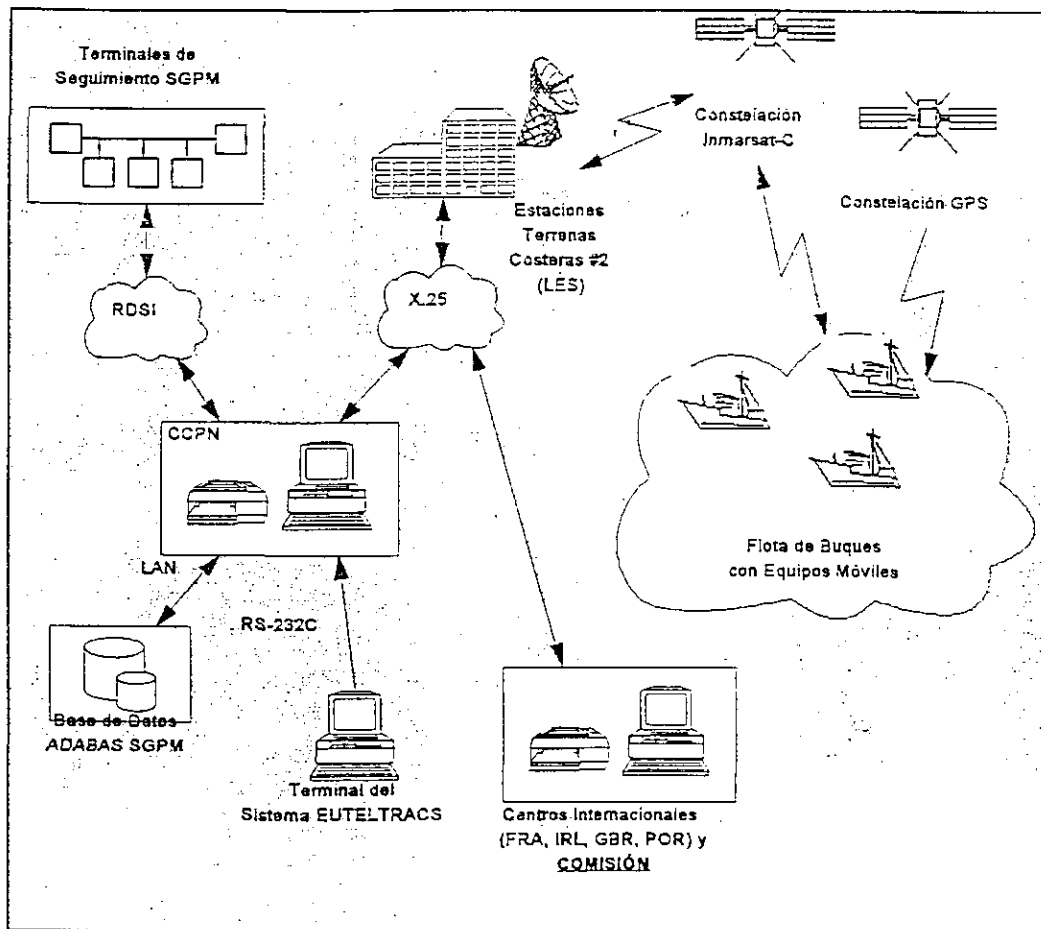 Terminales de
Seguimiento SGPM
Constelación
Inmarsat-C
Constelación GPS
Estaciones
Terrenas
Costeras #2
(LES)
RDSI
X.25
CCPN
LAN
RS-232C
Base de Datos
ADABAS SGPM
Terminal del
Sistema EUTELTRACS
Flota de Buques
con Equipos Móviles
Centros Internacionales
(FRA, IRL, GBR, POR) y
COMISIÓN